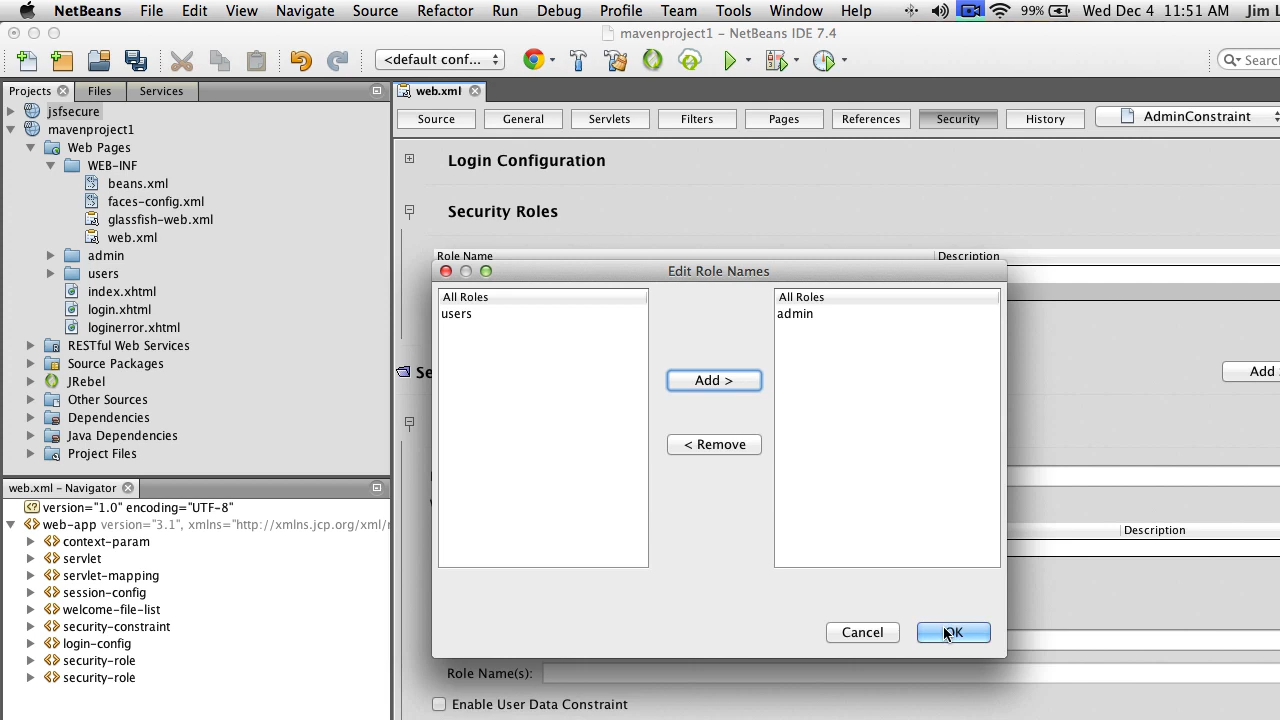 NetBeans File Edit View Navigate Source Refactor Run Debug Profile Team Tools Window Help 99% Wed Dec 4 11:51 AM Jim
mavenproject1 – NetBeans IDE 7.4
<default conf...
Projects Files Services
web.xml
Source General Servlets Filters Pages References Security History AdminConstraint
jsfsecure
mavenproject1
Web Pages
WEB-INF
beans.xml
faces-config.xml
glassfish-web.xml
web.xml
admin
users
index.xhtml
login.xhtml
loginerror.xhtml
RESTful Web Services
Source Packages
JRebel
Other Sources
Dependencies
Java Dependencies
Project Files
web.xml – Navigator
version="1.0" encoding="UTF-8"
web-app version="3.1", xmlns="http://xmlns.jcp.org/xml/
context-param
servlet
servlet-mapping
session-config
welcome-file-list
security-constraint
login-config
security-role
security-role
Login Configuration
Security Roles
Role Name Description
Add
Description
Edit Role Names
All Roles
users
Add >
< Remove
All Roles
admin
Cancel OK
Role Name(s):
Enable User Data Constraint